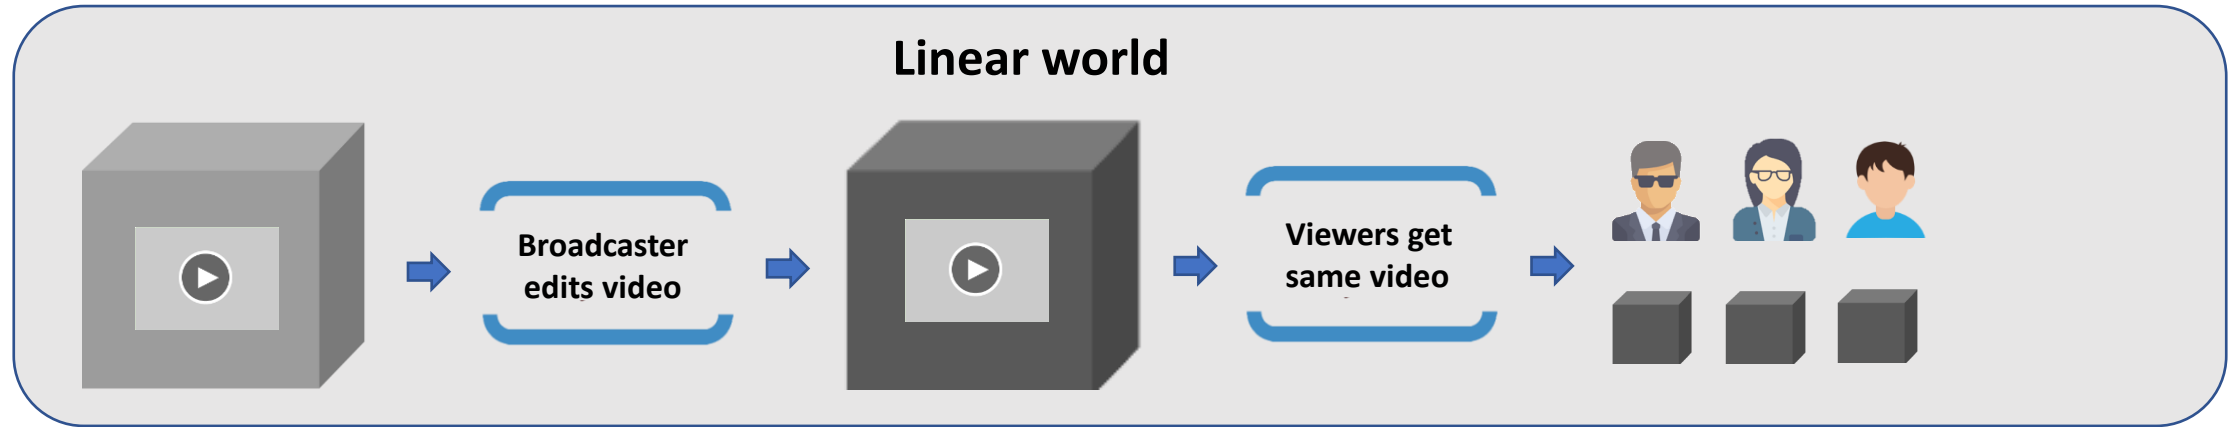 Linear world
Broadcaster
edits video
Viewers get
same video